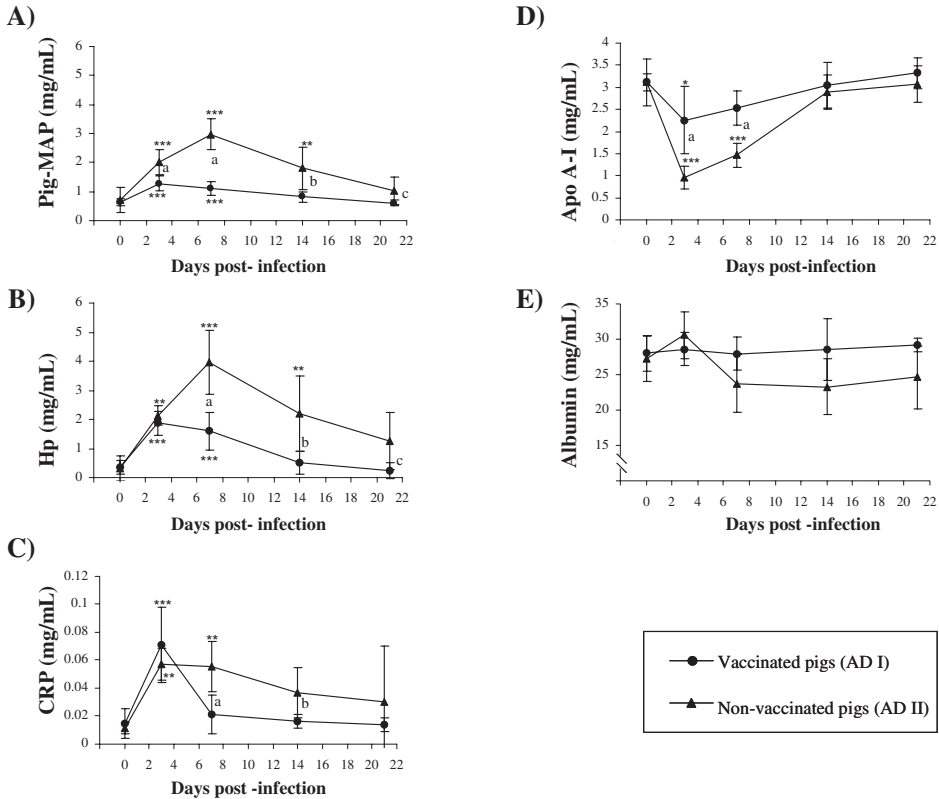 A)
Pig-MAP (mg/mL)
6
5
4
3
2
1
0
***
***
**
a
a
b
c
***
***
0 2 4 6 8 10 12 14 16 18 20 22
Days post- infection
B)
Hp (mg/mL)
6
5
4
3
2
1
0
***
**
**
a
b
c
***
***
0 2 4 6 8 10 12 14 16 18 20 22
Days post- infection
C)
CRP (mg/mL)
0.12
0.1
0.08
0.06
0.04
0.02
0
***
**
**
a
b
0 2 4 6 8 10 12 14 16 18 20 22
Days post -infection
D)
Apo A-I (mg/mL)
4
3.5
3
2.5
2
1.5
1
0.5
0
*
a
a
***
***
0 2 4 6 8 10 12 14 16 18 20 22
Days post-infection
E)
Albumin (mg/mL)
35
30
25
20
15
0 2 4 6 8 10 12 14 16 18 20 22
Days post -infection
Vaccinated pigs (AD I)
Non-vaccinated pigs (AD II)